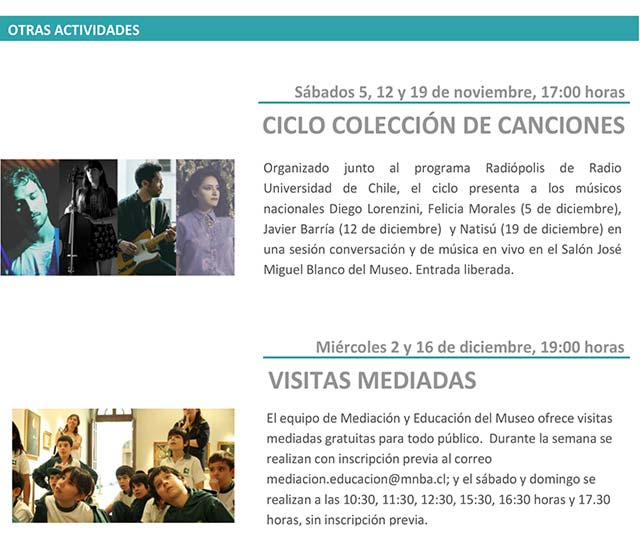 OTRAS ACTIVIDADES
Sábados 5, 12 y 19 de noviembre, 17:00 horas
CICLO COLECCIÓN DE CANCIONES
Organizado junto al programa Radiópolis de Radio
Universidad de Chile, el ciclo presenta a los músicos
nacionales Diego Lorenzini, Felicia Morales (5 de diciembre),
Javier Barría (12 de diciembre) y Natisú (19 de diciembre) en
una sesión conversación y de música en vivo en el Salón José
Miguel Blanco del Museo. Entrada liberada.
Miércoles 2 y 16 de diciembre, 19:00 horas
VISITAS MEDIADAS
El equipo de Mediación y Educación del Museo ofrece visitas
mediadas gratuitas para todo público. Durante la semana se
realizan con inscripción previa al correo
mediacion.educacion@mnba.cl; y el sábado y domingo se
realizan a las 10:30, 11:30, 12:30, 15:30, 16:30 horas y 17.30
horas, sin inscripción previa.